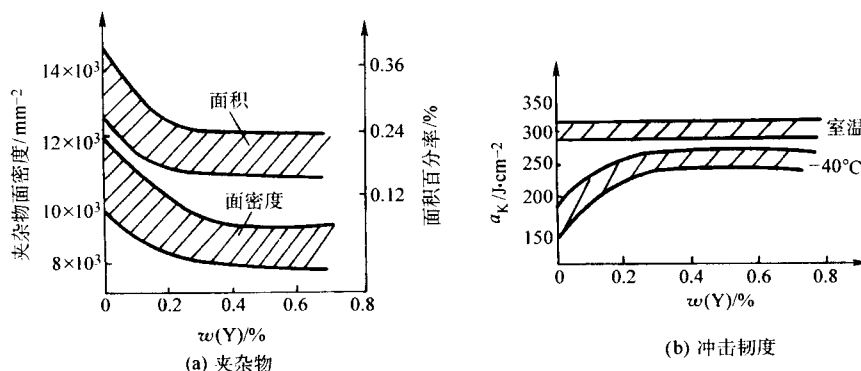 夹杂物面密度/mm⁻²
14×10³
12×10³
10×10³
8×10³
0
0.2
0.4
0.6
0.8
w(Y)/%
面积
面密度
0.36
0.24
0.12
面积百分率/%
(a) 夹杂物
aK/J·cm⁻²
350
300
250
200
150
0
0.2
0.4
0.6
0.8
w(Y)/%
室温
-40℃
(b) 冲击韧度